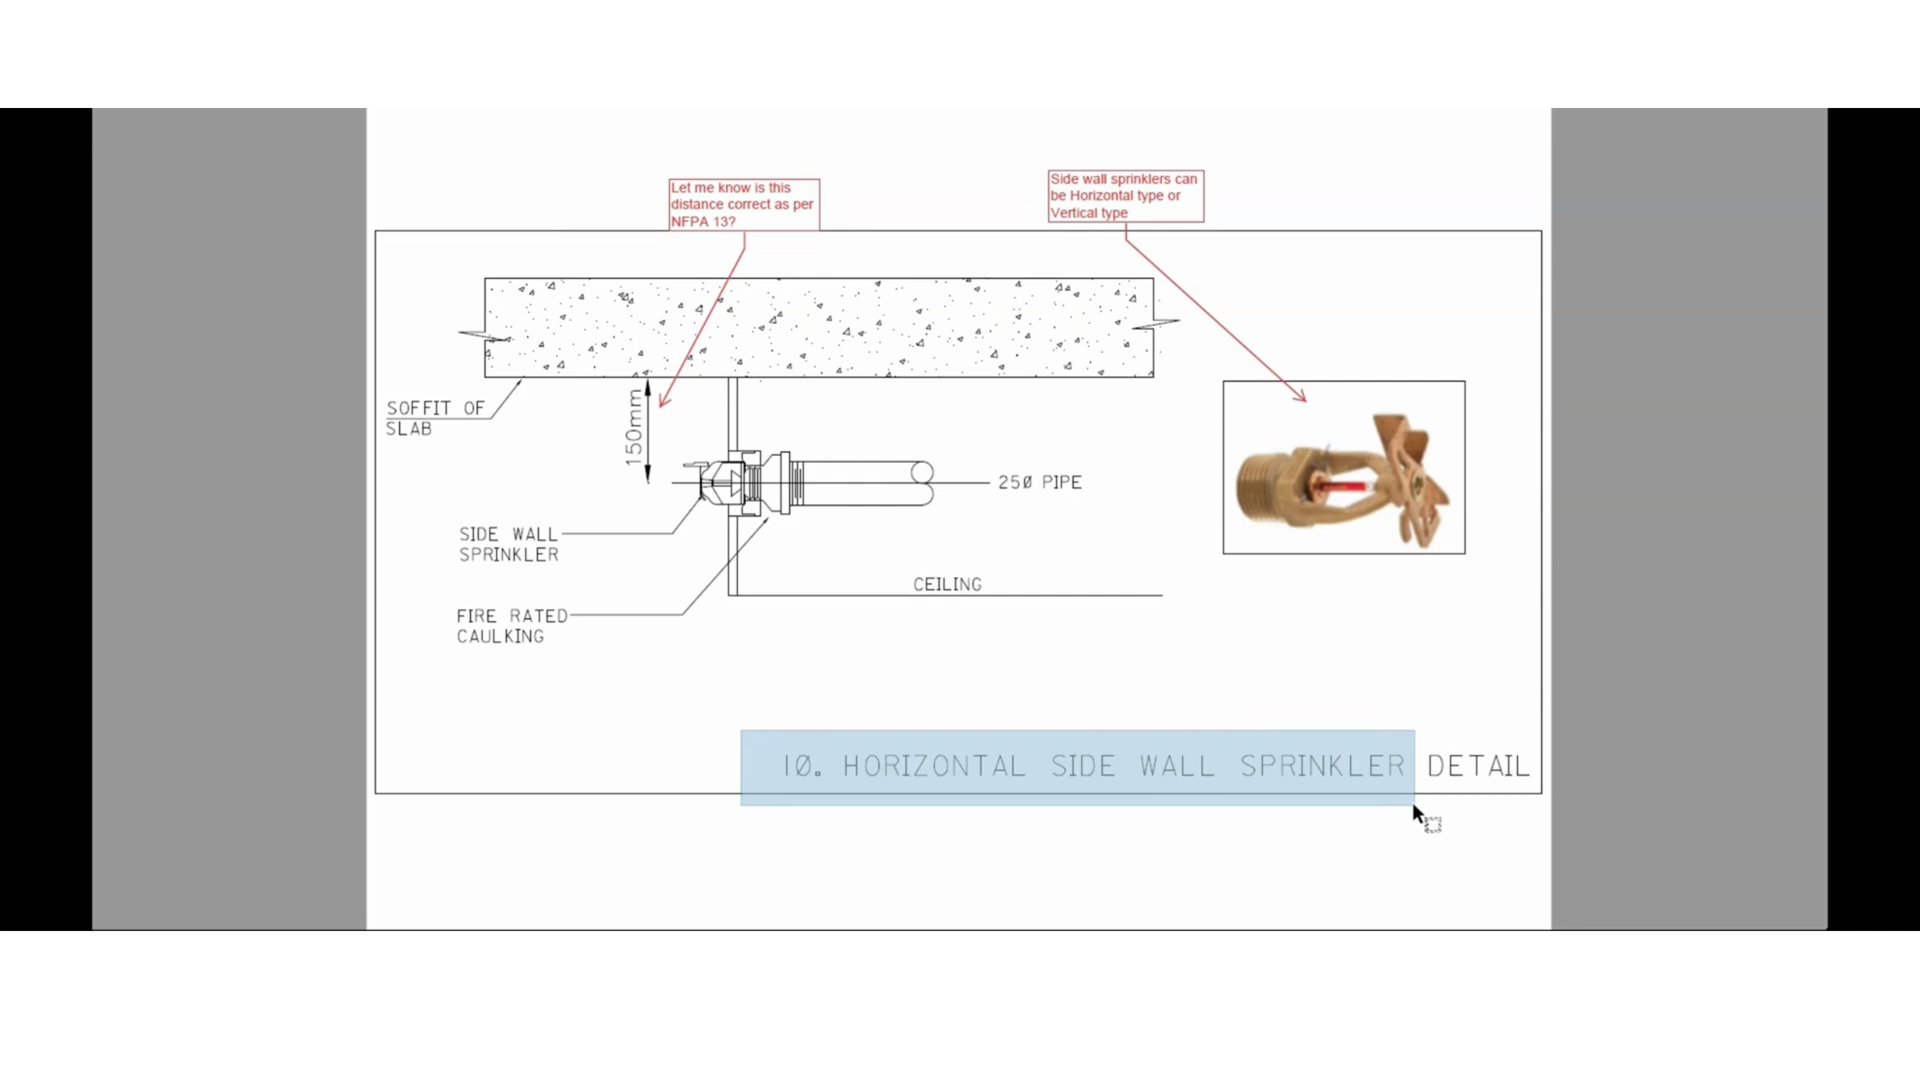 Let me know is this
distance correct as per
NFPA 13?
Side wall sprinklers can
be Horizontal type or
Vertical type
SOFFIT OF
SLAB
150mm
25Ø PIPE
SIDE WALL
SPRINKLER
CEILING
FIRE RATED
CAULKING
10. HORIZONTAL SIDE WALL SPRINKLER DETAIL